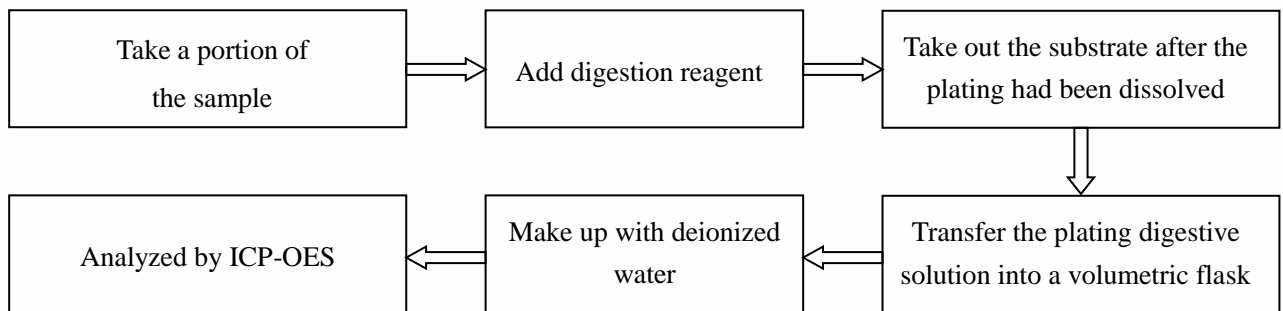 Take a portion of
the sample
Add digestion reagent
Take out the substrate after the
plating had been dissolved
Transfer the plating digestive
solution into a volumetric flask
Make up with deionized
water
Analyzed by ICP-OES